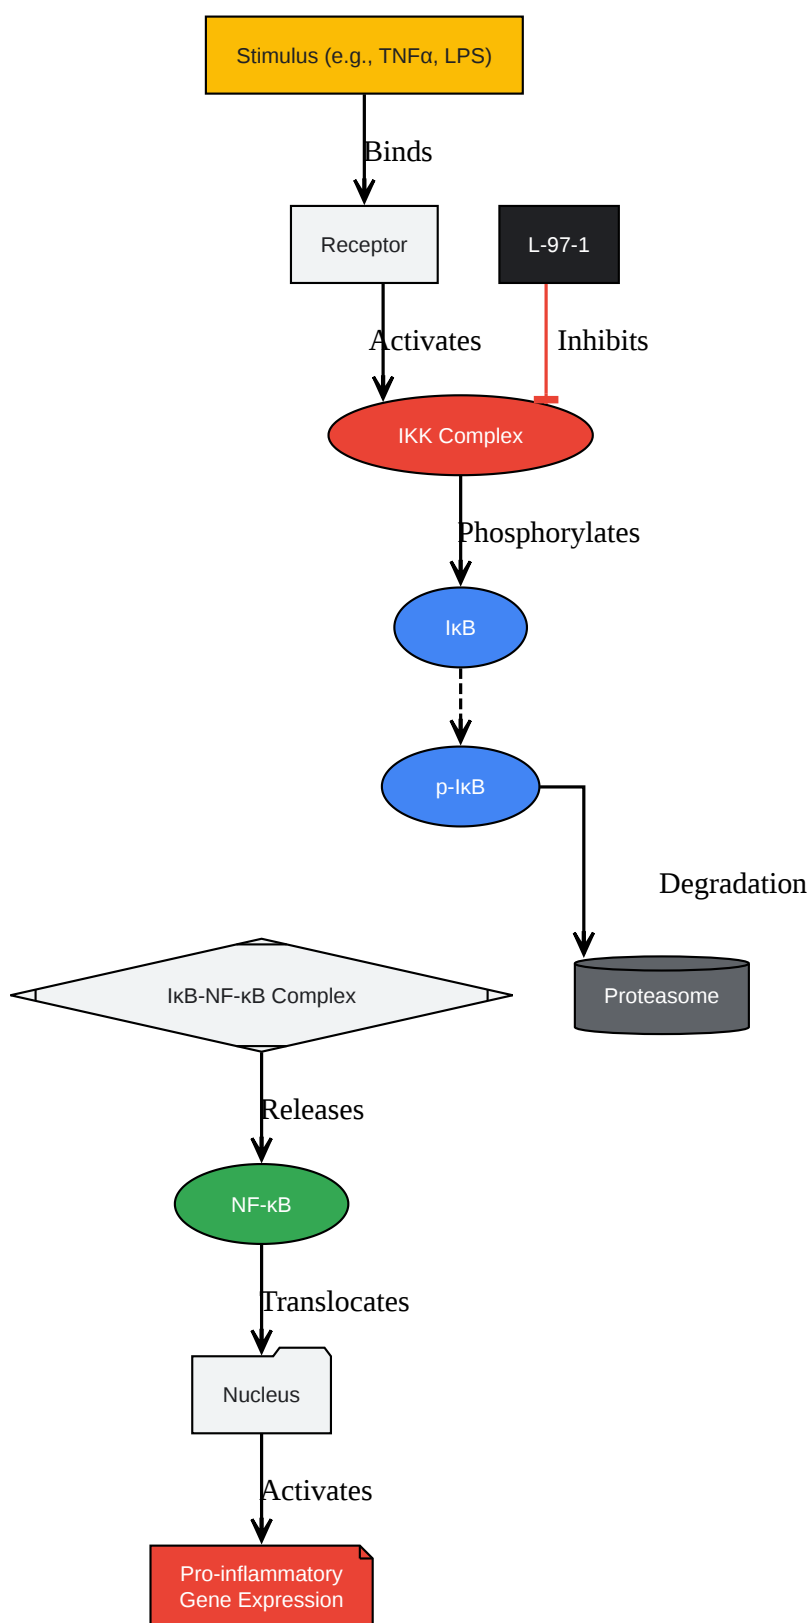 Stimulus (e.g., TNFα, LPS)
Binds
Receptor
L-97-1
Activates
Inhibits
IKK Complex
Phosphorylates
IκB
p-IκB
Degradation
IκB-NF-κB Complex
Proteasome
Releases
NF-κB
Translocates
Nucleus
Activates
Pro-inflammatory
Gene Expression